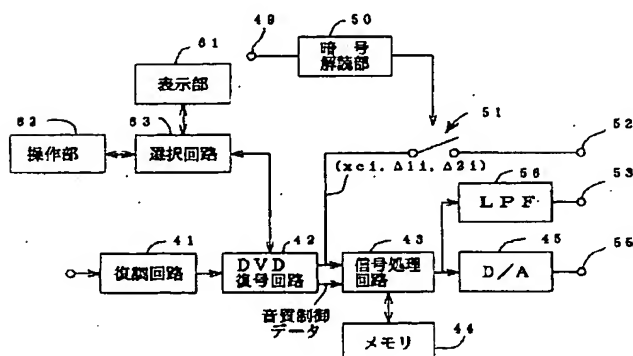 49
50
暗号
解読部
61
表示部
51
52
62
操作部
63
選択回路
(xci, Δ1i, Δ2i)
56
LPF
53
41
復調回路
42
DVD
復号回路
43
信号処理
回路
45
D/A
55
音質制御
データ
メモリ
44